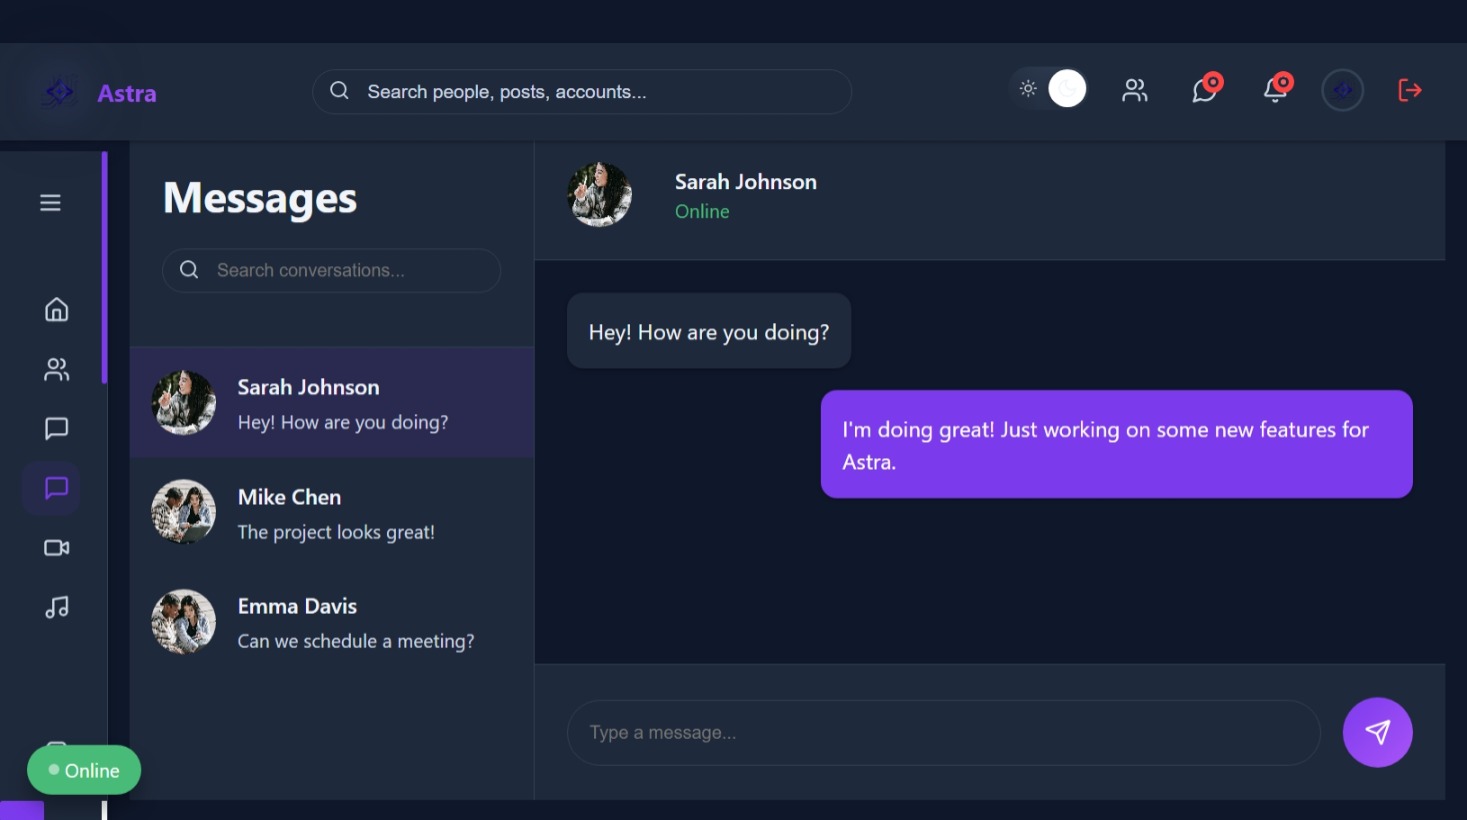 Astra
Search people, posts, accounts...
Messages
Search conversations...
Sarah Johnson
Hey! How are you doing?
Mike Chen
The project looks great!
Emma Davis
Can we schedule a meeting?
Sarah Johnson
Online
Hey! How are you doing?
I'm doing great! Just working on some new features for
Astra.
Type a message...
Online